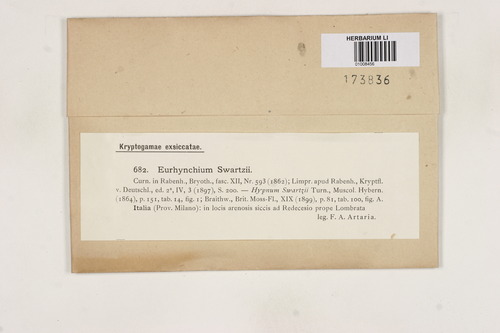 HERBARIUM LI
01008456
173836
Kryptogamae exsiccatae.
682. Eurhynchium Swartzii.
Curn. in Rabenh., Bryoth., fasc. XII, Nr. 593 (1862); Limpr. apud Rabenh., Kryptfl.
v. Deutschl., ed. 2ª, IV, 3 (1897), S. 200. — Hypnum Swartzii Turn., Muscol. Hybern.
(1864), p. 151, tab. 14, fig. 1; Braithw., Brit. Moss-Fl., XIX (1899), p. 81, tab. 100, fig. A.
Italia (Prov. Milano): in locis arenosis siccis ad Redecesio prope Lombrata
leg. F. A. Artaria.